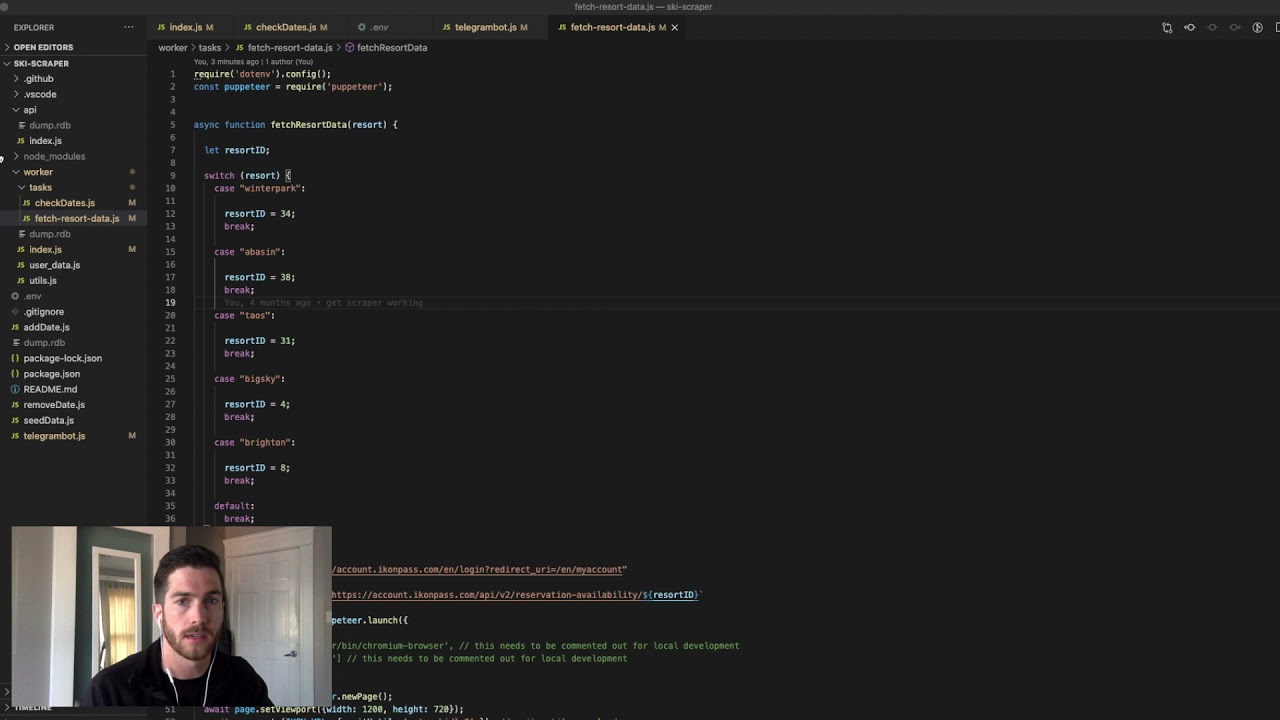 fetch-resort-data.js — ski-scraper
EXPLORER
index.js M
checkDates.js M
.env
telegrambot.js M
fetch-resort-data.js M
OPEN EDITORS
SKI-SCRAPER
.github
.vscode
api
dump.rdb
JS index.js
node_modules
worker
tasks
JS checkDates.js M
JS fetch-resort-data.js M
dump.rdb
JS index.js M
JS user_data.js
JS utils.js
.env
.gitignore
JS addDate.js
dump.rdb
{} package-lock.json
{} package.json
README.md
JS removeDate.js
JS seedData.js
JS telegrambot.js M
TIMELINE
worker > tasks > JS fetch-resort-data.js > fetchResortData
You, 3 minutes ago | 1 author (You)
1 require('dotenv').config();
2 const puppeteer = require('puppeteer');
3
4
5 async function fetchResortData(resort) {
6
7 let resortID;
8
9 switch (resort) {
10 case "winterpark":
11
12 resortID = 34;
13 break;
14
15 case "abasin":
16
17 resortID = 38;
18 break;
19 You, 4 months ago • get scraper working
20 case "taos":
21
22 resortID = 31;
23 break;
24
25 case "bigsky":
26
27 resortID = 4;
28 break;
29
30 case "brighton":
31
32 resortID = 8;
33 break;
34
35 default:
36 break;
/account.ikonpass.com/en/login?redirect_uri=/en/myaccount"
https://account.ikonpass.com/api/v2/reservation-availability/${resortID}`
peteer.launch({
r/bin/chromium-browser', // this needs to be commented out for local development
'] // this needs to be commented out for local development
r.newPage();
51 await page.setViewport({width: 1200, height: 720});